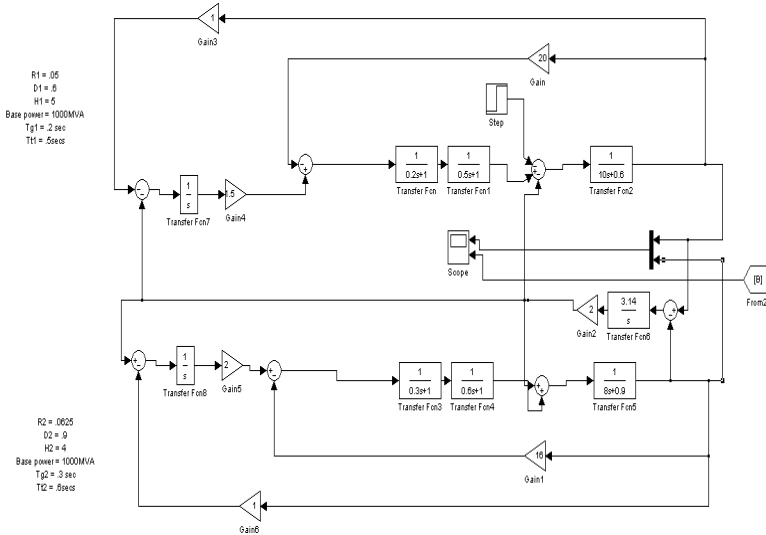 1
Gain3
R1 = .05
D1 = .6
H1 = 5
Base power = 1000MVA
Tg1 = .2 sec
Tt1 = .5secs
20
Gain
Step
1
0.2s+1
Transfer Fcn
1
0.5s+1
Transfer Fcn1
1
10s+0.6
Transfer Fcn2
1
s
Transfer Fcn7
1.5
Gain4
Scope
[B]
From2
2
Gain2
3.14
s
Transfer Fcn6
1
s
Transfer Fcn8
2
Gain5
1
0.3s+1
Transfer Fcn3
1
0.6s+1
Transfer Fcn4
1
8s+0.9
Transfer Fcn5
R2 = .0625
D2 = .9
H2 = 4
Base power = 1000MVA
Tg2 = .3 sec
Tt2 = .6secs
16
Gain1
1
Gain6